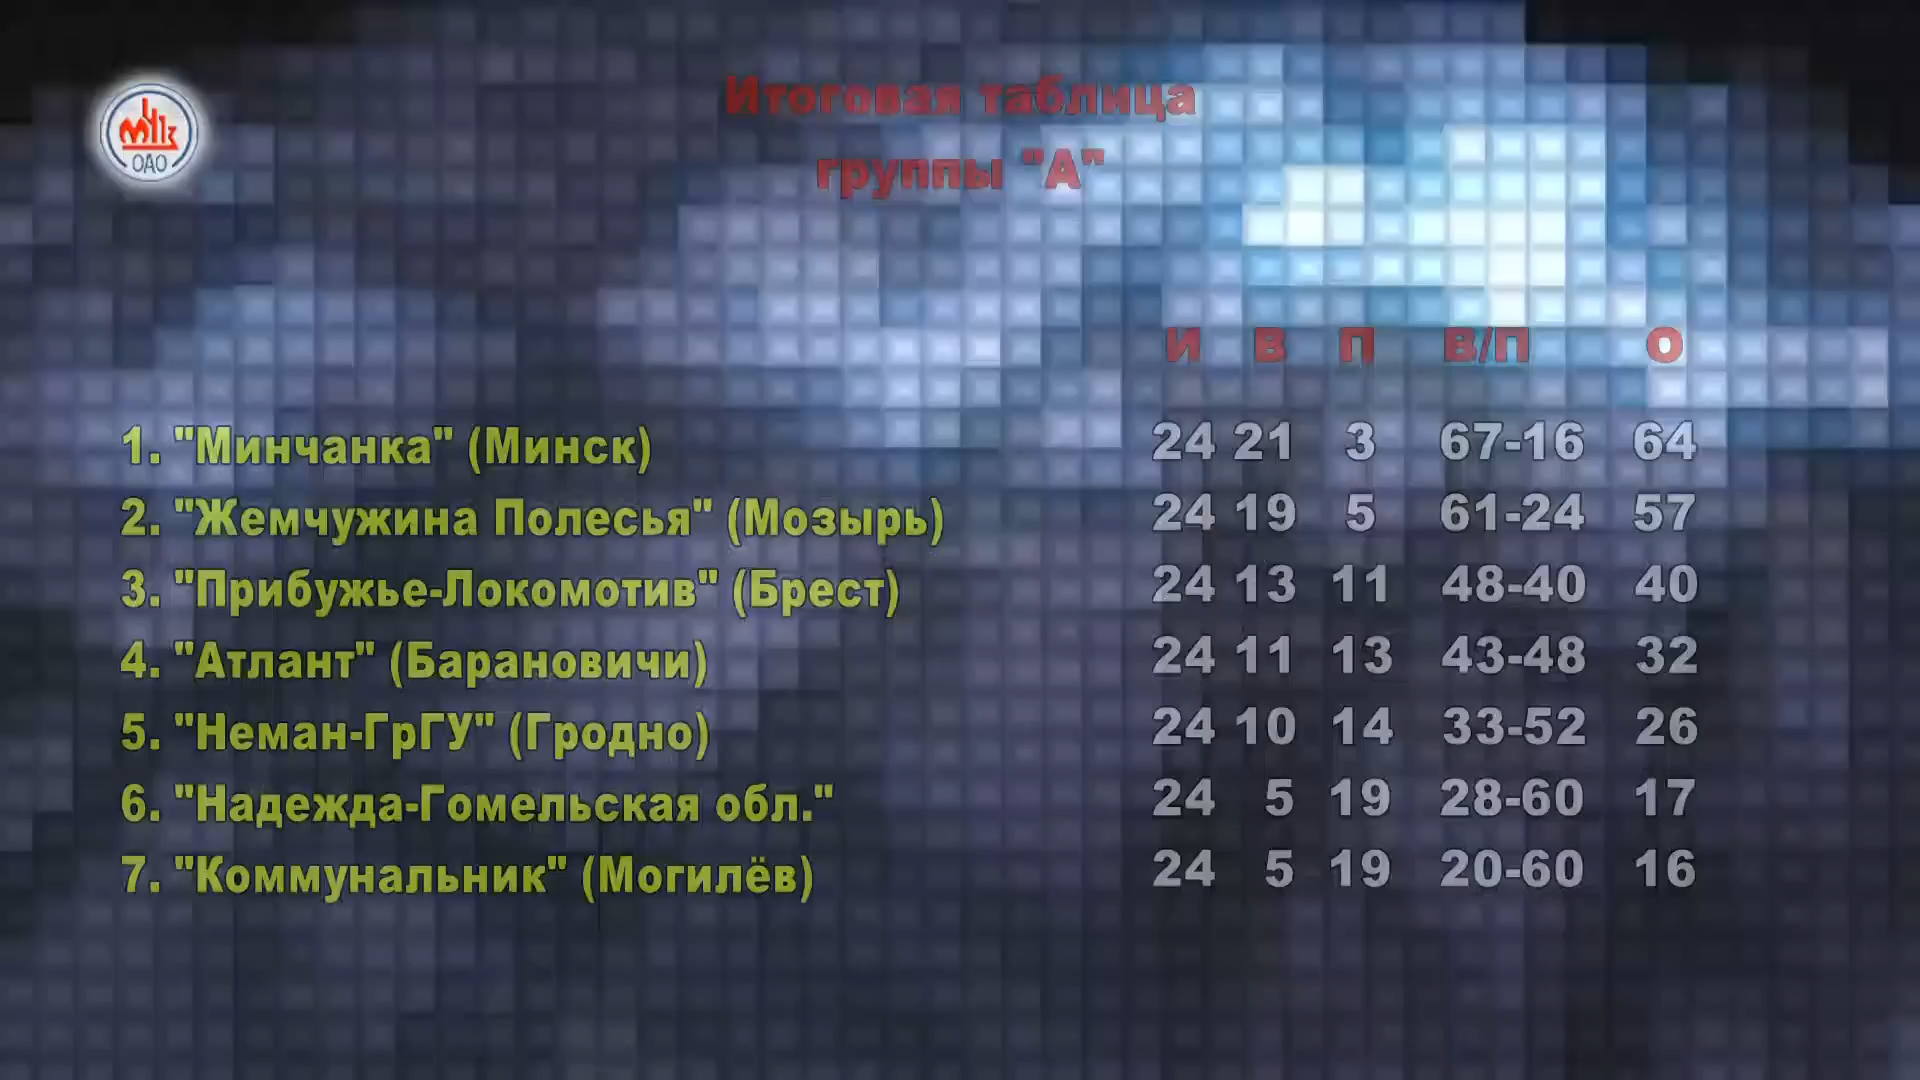 МЧПЗ
ОАО
Итоговая таблица
группы "А"
И В П В/П О
1. "Минчанка" (Минск) 24 21 3 67-16 64
2. "Жемчужина Полесья" (Мозырь) 24 19 5 61-24 57
3. "Прибужье-Локомотив" (Брест) 24 13 11 48-40 40
4. "Атлант" (Барановичи) 24 11 13 43-48 32
5. "Неман-ГрГУ" (Гродно) 24 10 14 33-52 26
6. "Надежда-Гомельская обл." 24 5 19 28-60 17
7. "Коммунальник" (Могилёв) 24 5 19 20-60 16